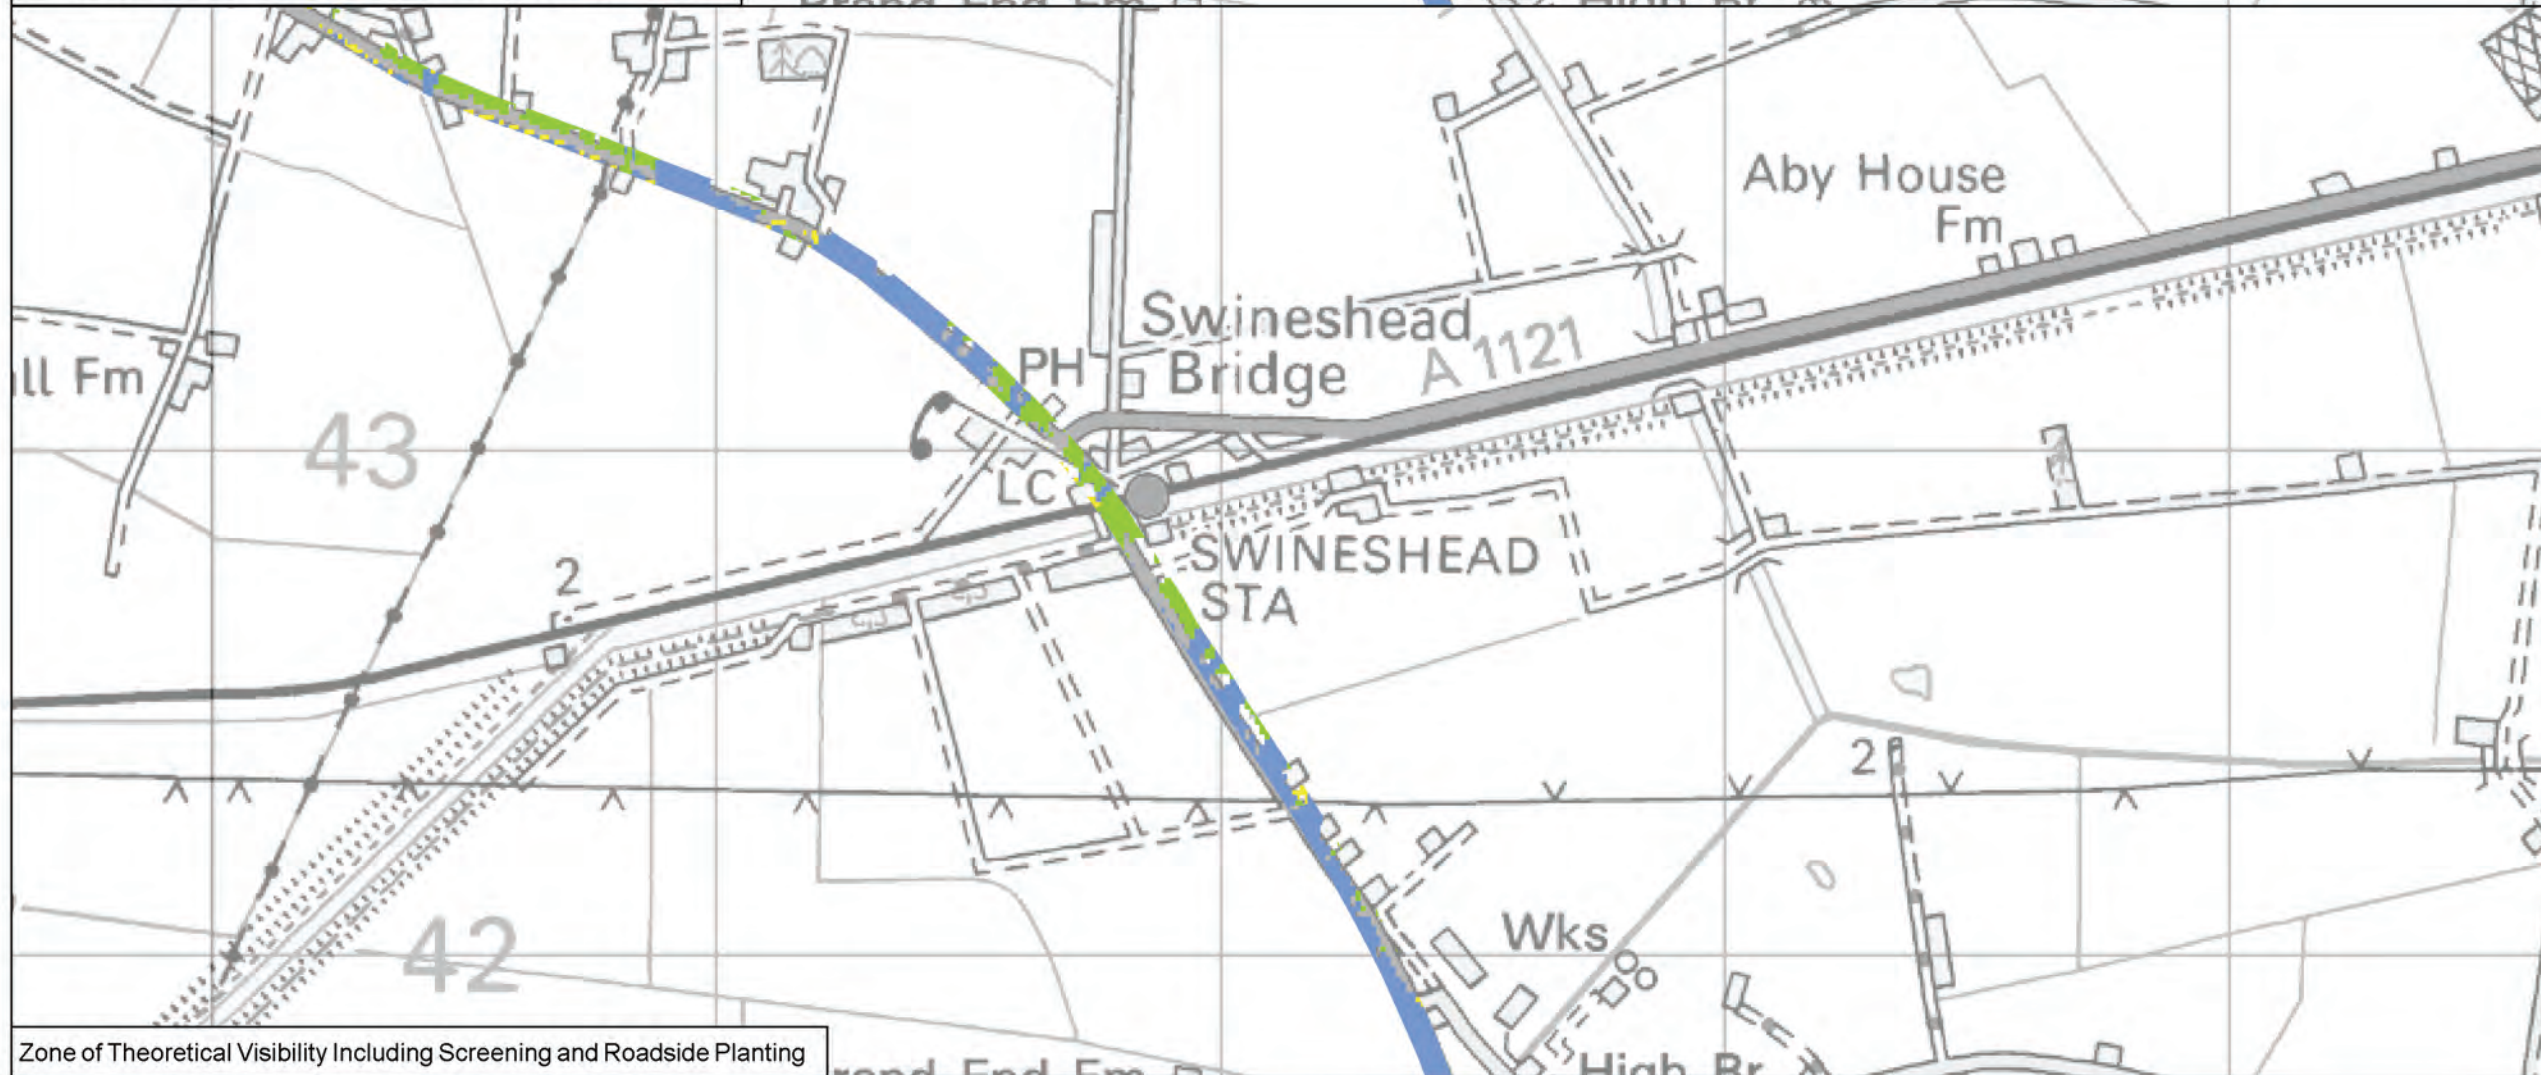 Aby House
Fm
Swineshead
Bridge
A 1121
PH
ll Fm
43
LC
SWINESHEAD
STA
2
2
Wks
42
Zone of Theoretical Visibility Including Screening and Roadside Planting